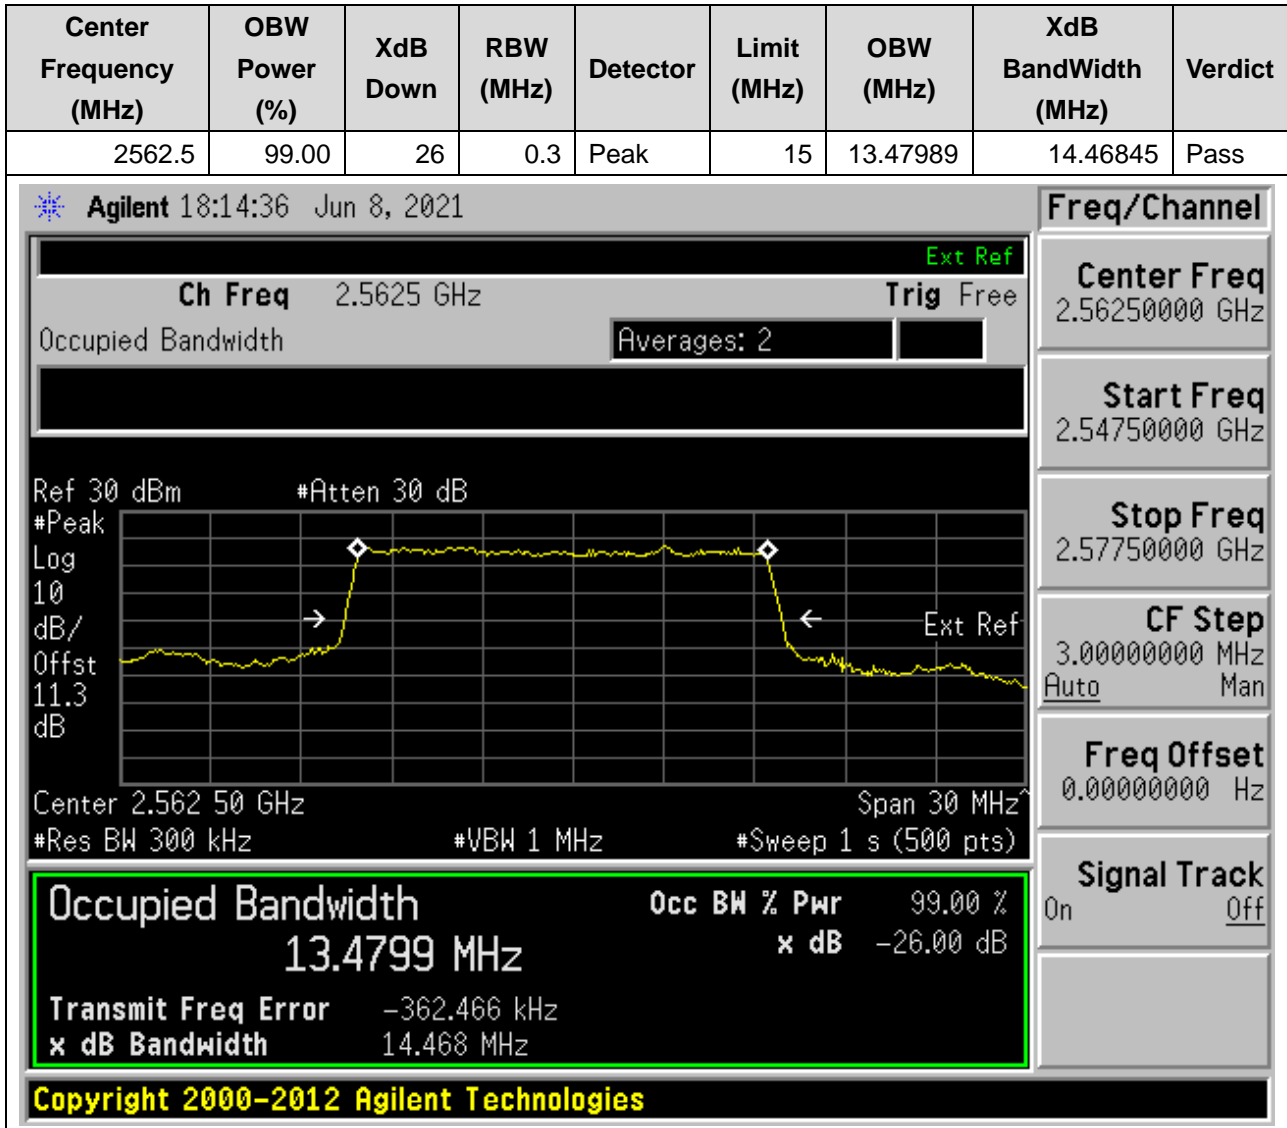 Center Frequency (MHz) OBW Power (%) XdB Down RBW (MHz) Detector Limit (MHz) OBW (MHz) XdB BandWidth (MHz) Verdict
2562.5 99.00 26 0.3 Peak 15 13.47989 14.46845 Pass
Agilent 18:14:36 Jun 8, 2021
Freq/Channel
Ext Ref
Ch Freq 2.5625 GHz Trig Free
Occupied Bandwidth Averages: 2
Center Freq
2.56250000 GHz
Start Freq
2.54750000 GHz
Stop Freq
2.57750000 GHz
CF Step
3.00000000 MHz
Auto Man
Freq Offset
0.00000000 Hz
Signal Track
On Off
Ref 30 dBm #Atten 30 dB
#Peak
Log
10
dB/
Offst
11.3
dB
Ext Ref
Center 2.562 50 GHz Span 30 MHz^
#Res BW 300 kHz #VBW 1 MHz #Sweep 1 s (500 pts)
Occupied Bandwidth Occ BW % Pwr 99.00 %
13.4799 MHz x dB -26.00 dB
Transmit Freq Error -362.466 kHz
x dB Bandwidth 14.468 MHz
Copyright 2000-2012 Agilent Technologies